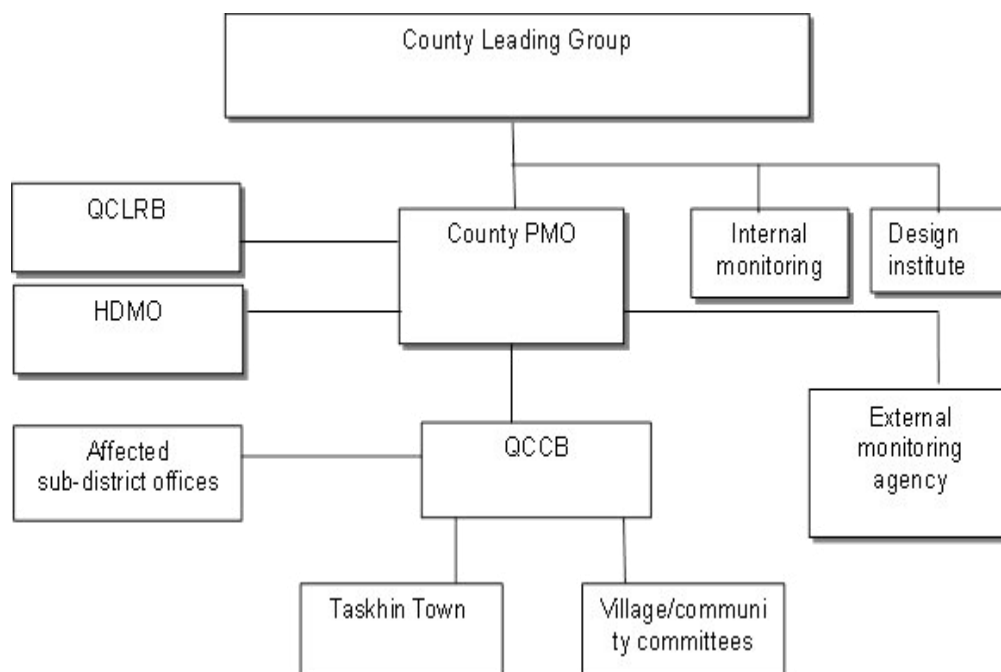 County Leading Group
QCLRB
County PMO
Internal
monitoring
Design
institute
HDMO
Affected
sub-district offices
QCCB
External
monitoring
agency
Taskhin Town
Village/communi
ty committees